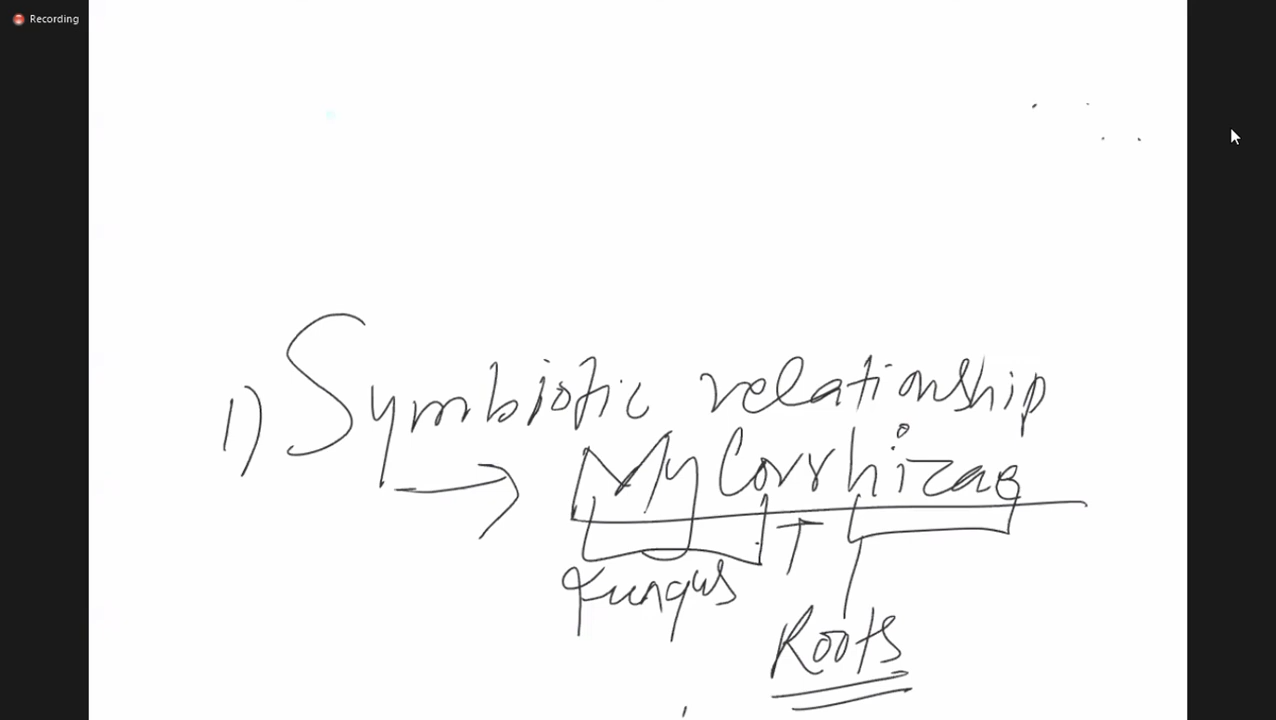 Recording
1) Symbiotic relationship
→ Mycorrhizae
Fungus + Roots